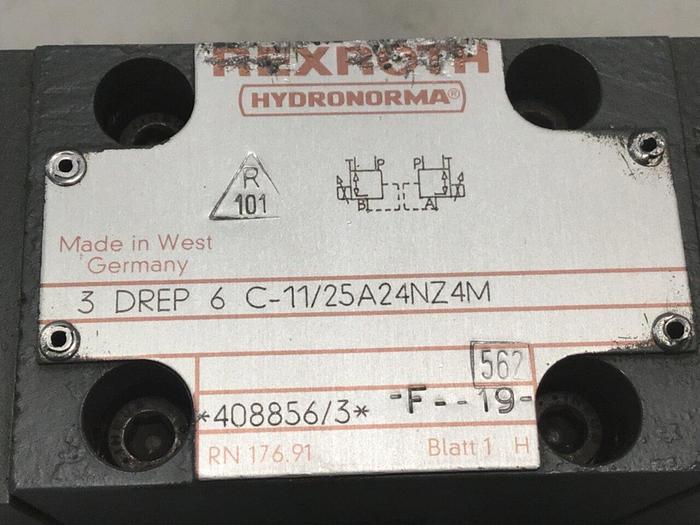 REXROTH
HYDRONORMA®
R
101
T P P T
B A
Made in West
Germany
3 DREP 6 C-11/25A24NZ4M
562
*408856/3* -F--19-
RN 176.91 Blatt 1 H